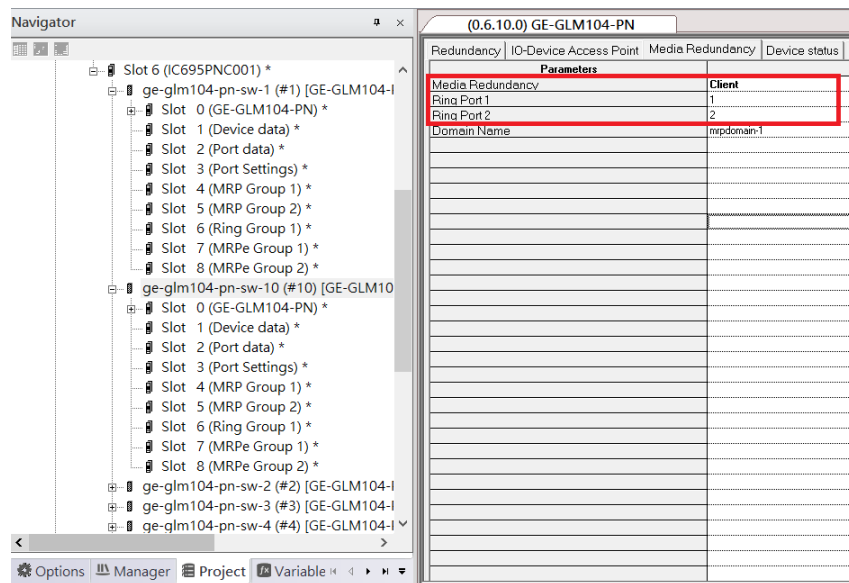 Navigator
Slot 6 (IC695PNC001) *
ge-glm104-pn-sw-1 (#1) [GE-GLM104-
Slot 0 (GE-GLM104-PN) *
Slot 1 (Device data) *
Slot 2 (Port data) *
Slot 3 (Port Settings) *
Slot 4 (MRP Group 1) *
Slot 5 (MRP Group 2) *
Slot 6 (Ring Group 1) *
Slot 7 (MRPe Group 1) *
Slot 8 (MRPe Group 2) *
ge-glm104-pn-sw-10 (#10) [GE-GLM10
Slot 0 (GE-GLM104-PN) *
Slot 1 (Device data) *
Slot 2 (Port data) *
Slot 3 (Port Settings) *
Slot 4 (MRP Group 1) *
Slot 5 (MRP Group 2) *
Slot 6 (Ring Group 1) *
Slot 7 (MRPe Group 1) *
Slot 8 (MRPe Group 2) *
ge-glm104-pn-sw-2 (#2) [GE-GLM104-
ge-glm104-pn-sw-3 (#3) [GE-GLM104-
ge-glm104-pn-sw-4 (#4) [GE-GLM104-
Options Manager Project Variable
(0.6.10.0) GE-GLM104-PN
Redundancy IO-Device Access Point Media Redundancy Device status
Parameters
Media Redundancy Client
Ring Port 1 1
Ring Port 2 2
Domain Name mrpdomain-1